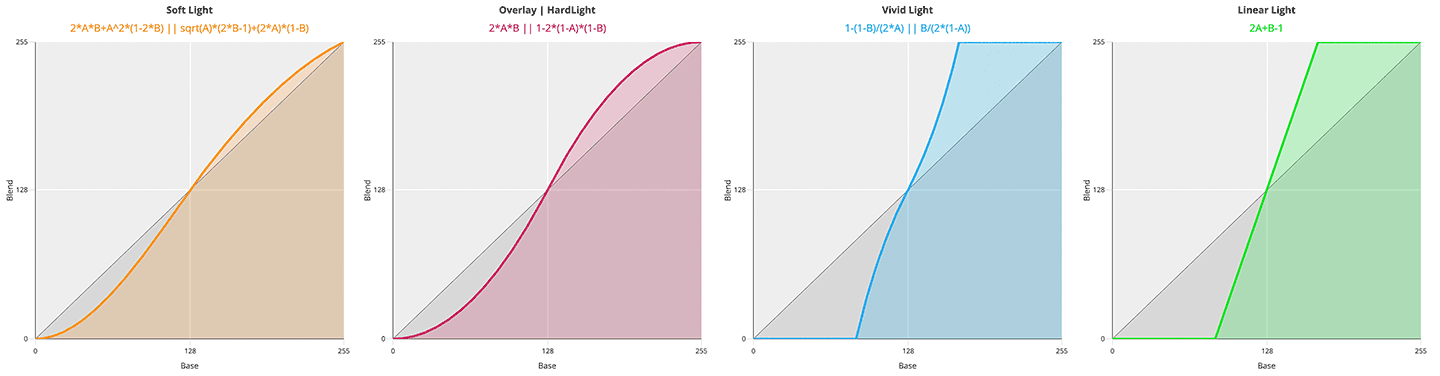 Soft Light
2*A*B+A^2*(1-2*B) || sqrt(A)*(2*B-1)+(2*A)*(1-B)
255
128
0
Blend
0
128
255
Base
Overlay | HardLight
2*A*B || 1-2*(1-A)*(1-B)
255
128
0
Blend
0
128
255
Base
Vivid Light
1-(1-B)/(2*A) || B/(2*(1-A))
255
128
0
Blend
0
128
255
Base
Linear Light
2A+B-1
255
128
0
Blend
0
128
255
Base